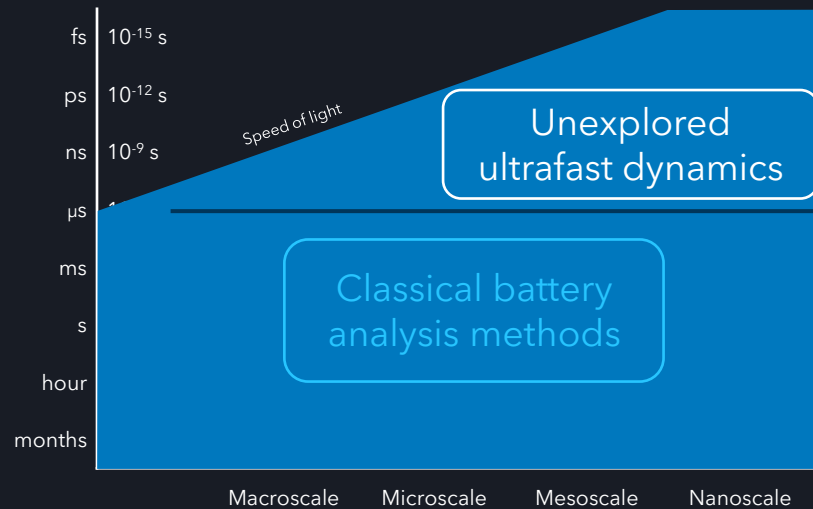 fs 10⁻¹⁵ s
ps 10⁻¹² s
Speed of light
Unexplored
ultrafast dynamics
ns 10⁻⁹ s
µs
ms
Classical battery
analysis methods
s
hour
months
Macroscale Microscale Mesoscale Nanoscale